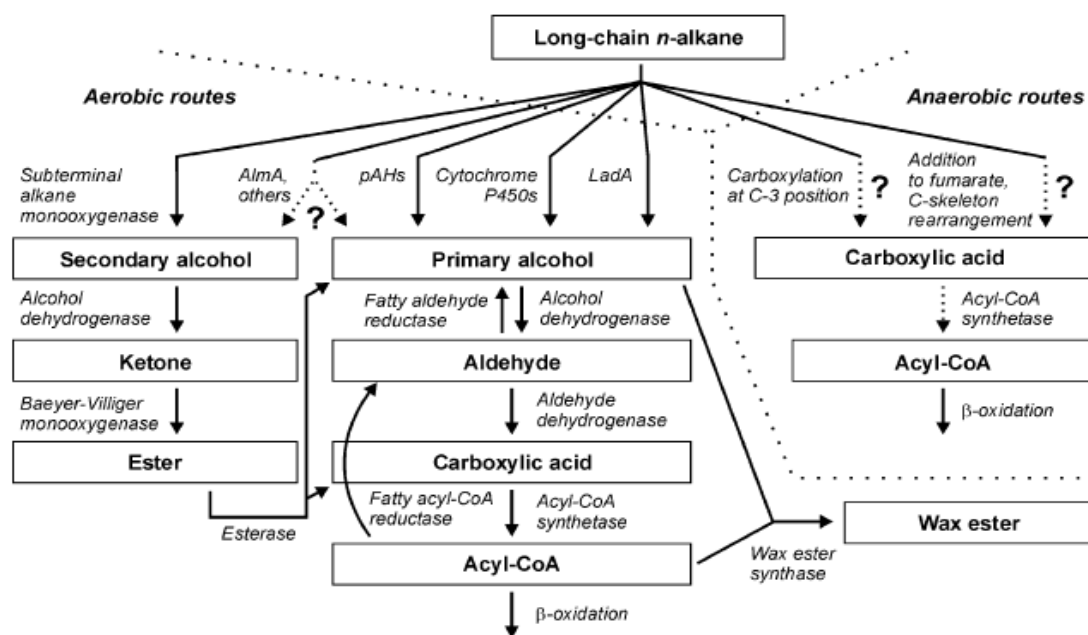 Long-chain n-alkane
Aerobic routes
Anaerobic routes
Subterminal
alkane
monooxygenase
AlmA,
others
?
pAHs
Cytochrome
P450s
LadA
Carboxylation
at C-3 position
?
Addition
to fumarate,
C-skeleton
rearrangement
?
Secondary alcohol
Primary alcohol
Carboxylic acid
Alcohol
dehydrogenase
Fatty aldehyde
reductase
Alcohol
dehydrogenase
Acyl-CoA
synthetase
Ketone
Aldehyde
Acyl-CoA
Baeyer-Villiger
monooxygenase
Aldehyde
dehydrogenase
β-oxidation
Ester
Carboxylic acid
Esterase
Fatty acyl-CoA
reductase
Acyl-CoA
synthetase
Wax ester
Acyl-CoA
Wax ester
synthase
β-oxidation